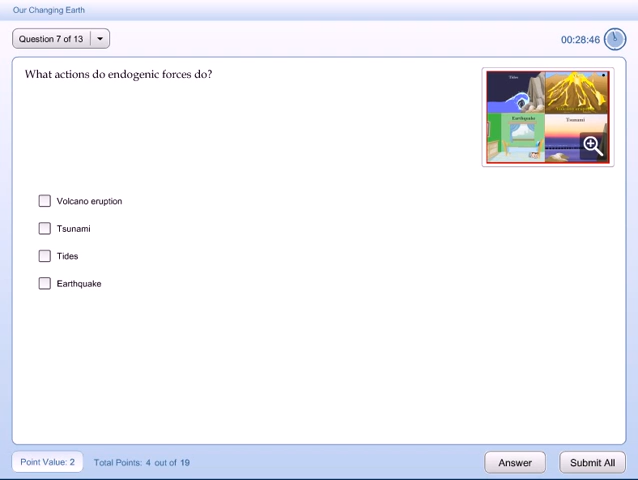 Our Changing Earth
Question 7 of 13
00:28:46
What actions do endogenic forces do?
Tides
Earthquake
Tsunami
Volcano eruption
Tsunami
Tides
Earthquake
Point Value: 2
Total Points: 4 out of 19
Answer
Submit All